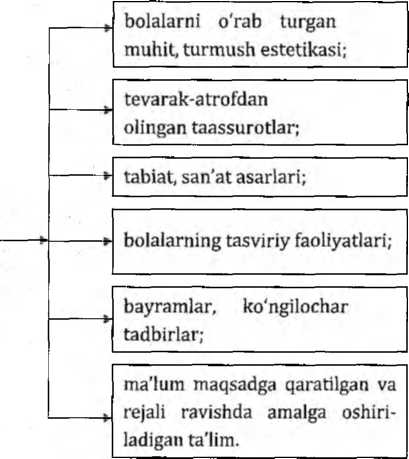 bolalarni o‘rab turgan
muhit, turmush estetikasi;
tevarak-atrofdan
olingan taassurotlar;
tabiat, san’at asarlari;
bolalarning tasviriy faoliyatlari;
bayramlar, ko‘ngilochar
tadbirlar;
ma’lum maqsadga qaratilgan va
rejali ravishda amalga oshiri-
ladigan ta’lim.